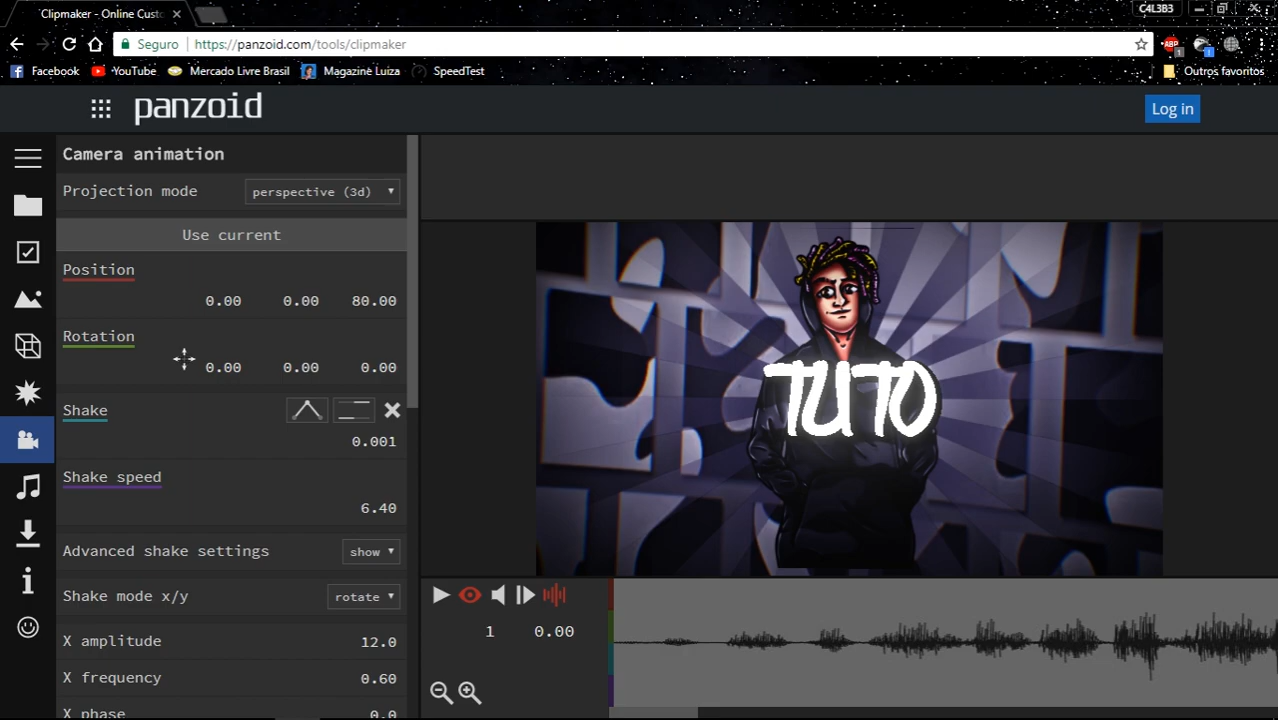 Clipmaker - Online Custo
C4L3B3
Seguro
https://panzoid.com/tools/clipmaker
ABP
1
Facebook
YouTube
Mercado Livre Brasil
Magazine Luiza
SpeedTest
Outros favoritos
panzoid
Log in
Camera animation
Projection mode perspective (3d)
Use current
Position
0.00 0.00 80.00
Rotation
0.00 0.00 0.00
Shake
0.001
Shake speed
6.40
Advanced shake settings show
Shake mode x/y rotate
X amplitude 12.0
X frequency 0.60
X phase 0.0
TUTO
1 0.00